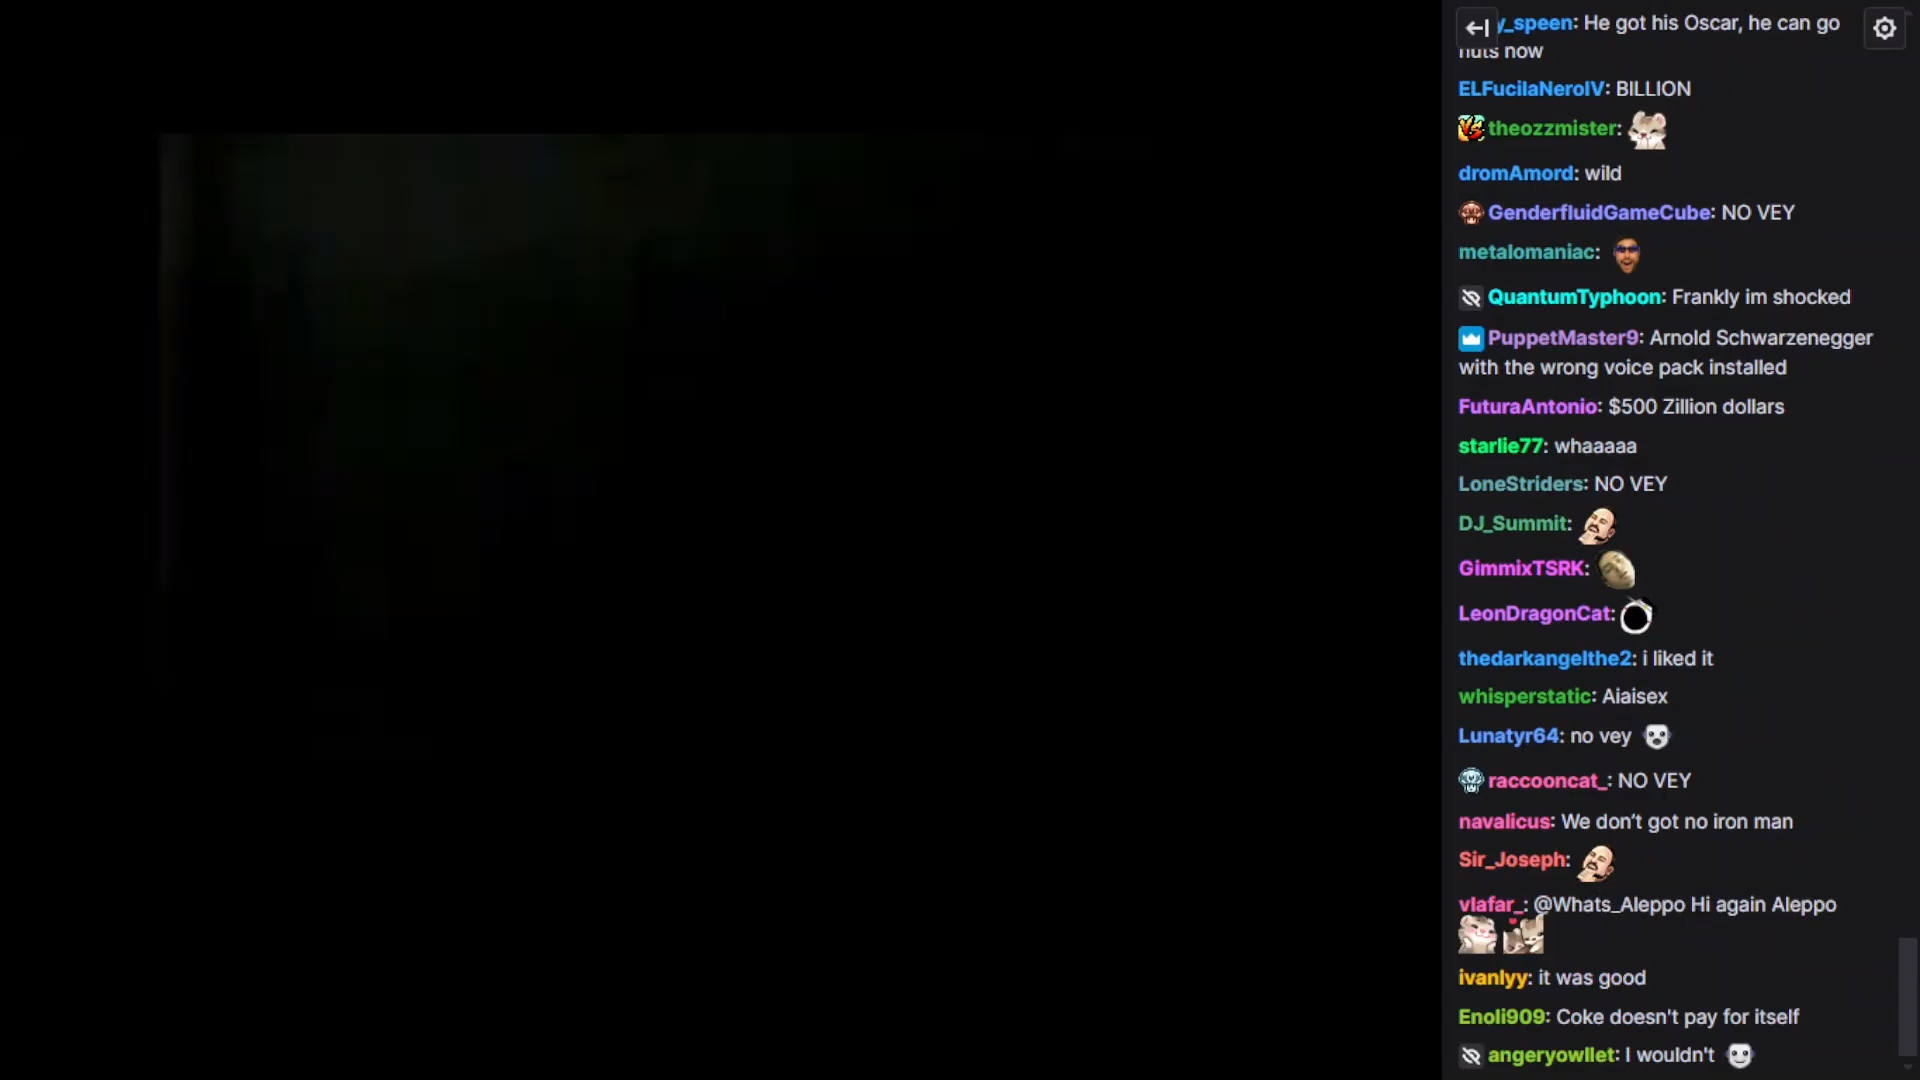 y_speen: He got his Oscar, he can go
nuts now
ELFucilaNeroIV: BILLION
theozzmister:
dromAmord: wild
GenderfluidGameCube: NO VEY
metalomaniac:
QuantumTyphoon: Frankly im shocked
PuppetMaster9: Arnold Schwarzenegger
with the wrong voice pack installed
FuturaAntonio: $500 Zillion dollars
starlie77: whaaaaa
LoneStriders: NO VEY
DJ_Summit:
GimmixTSRK:
LeonDragonCat:
thedarkangelthe2: i liked it
whisperstatic: Aiaisex
Lunatyr64: no vey
raccooncat_: NO VEY
navalicus: We don’t got no iron man
Sir_Joseph:
vlafar_: @Whats_Aleppo Hi again Aleppo
ivanlyy: it was good
Enoli909: Coke doesn't pay for itself
angeryowllet: I wouldn't